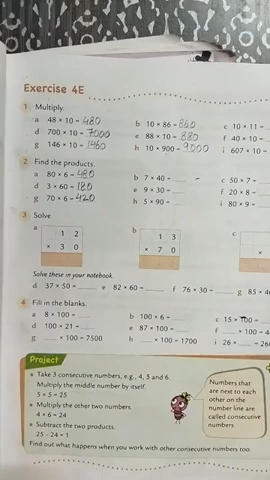 Exercise 4E
1 Multiply.
a 48 × 10 = 480 b 10 × 86 = 860 c 10 × 11 =
d 700 × 10 = 7000 e 88 × 10 = 880 f 40 × 10 =
g 146 × 10 = 1460 h 10 × 900 = 9000 i 607 × 10 =
2 Find the products.
a 80 × 6 = 480 b 7 × 40 = c 50 × 7 =
d 3 × 60 = 180 e 9 × 30 = f 20 × 8 =
g 70 × 6 = 420 h 5 × 90 = i 80 × 9 =
3 Solve.
a b c
1 2 1 3
× 3 0 × 7 0 ×
Solve these in your notebook.
d 37 × 50 = e 82 × 60 = f 76 × 30 = g 85 × 4
4 Fill in the blanks.
a 8 × 100 = b 100 × 6 = c 15 × 100 =
d 100 × 21 = e 87 × 100 = f × 100 = 4
g × 100 = 7500 h × 100 = 1700 i 26 × = 26
Project
Take 3 consecutive numbers, e.g., 4, 5 and 6.
Multiply the middle number by itself.
5 × 5 = 25
Multiply the other two numbers.
4 × 6 = 24
Subtract the two products.
25 − 24 = 1
Find out what happens when you work with other consecutive numbers too.
Numbers that
are next to each
other on the
number line are
called consecutive
numbers.